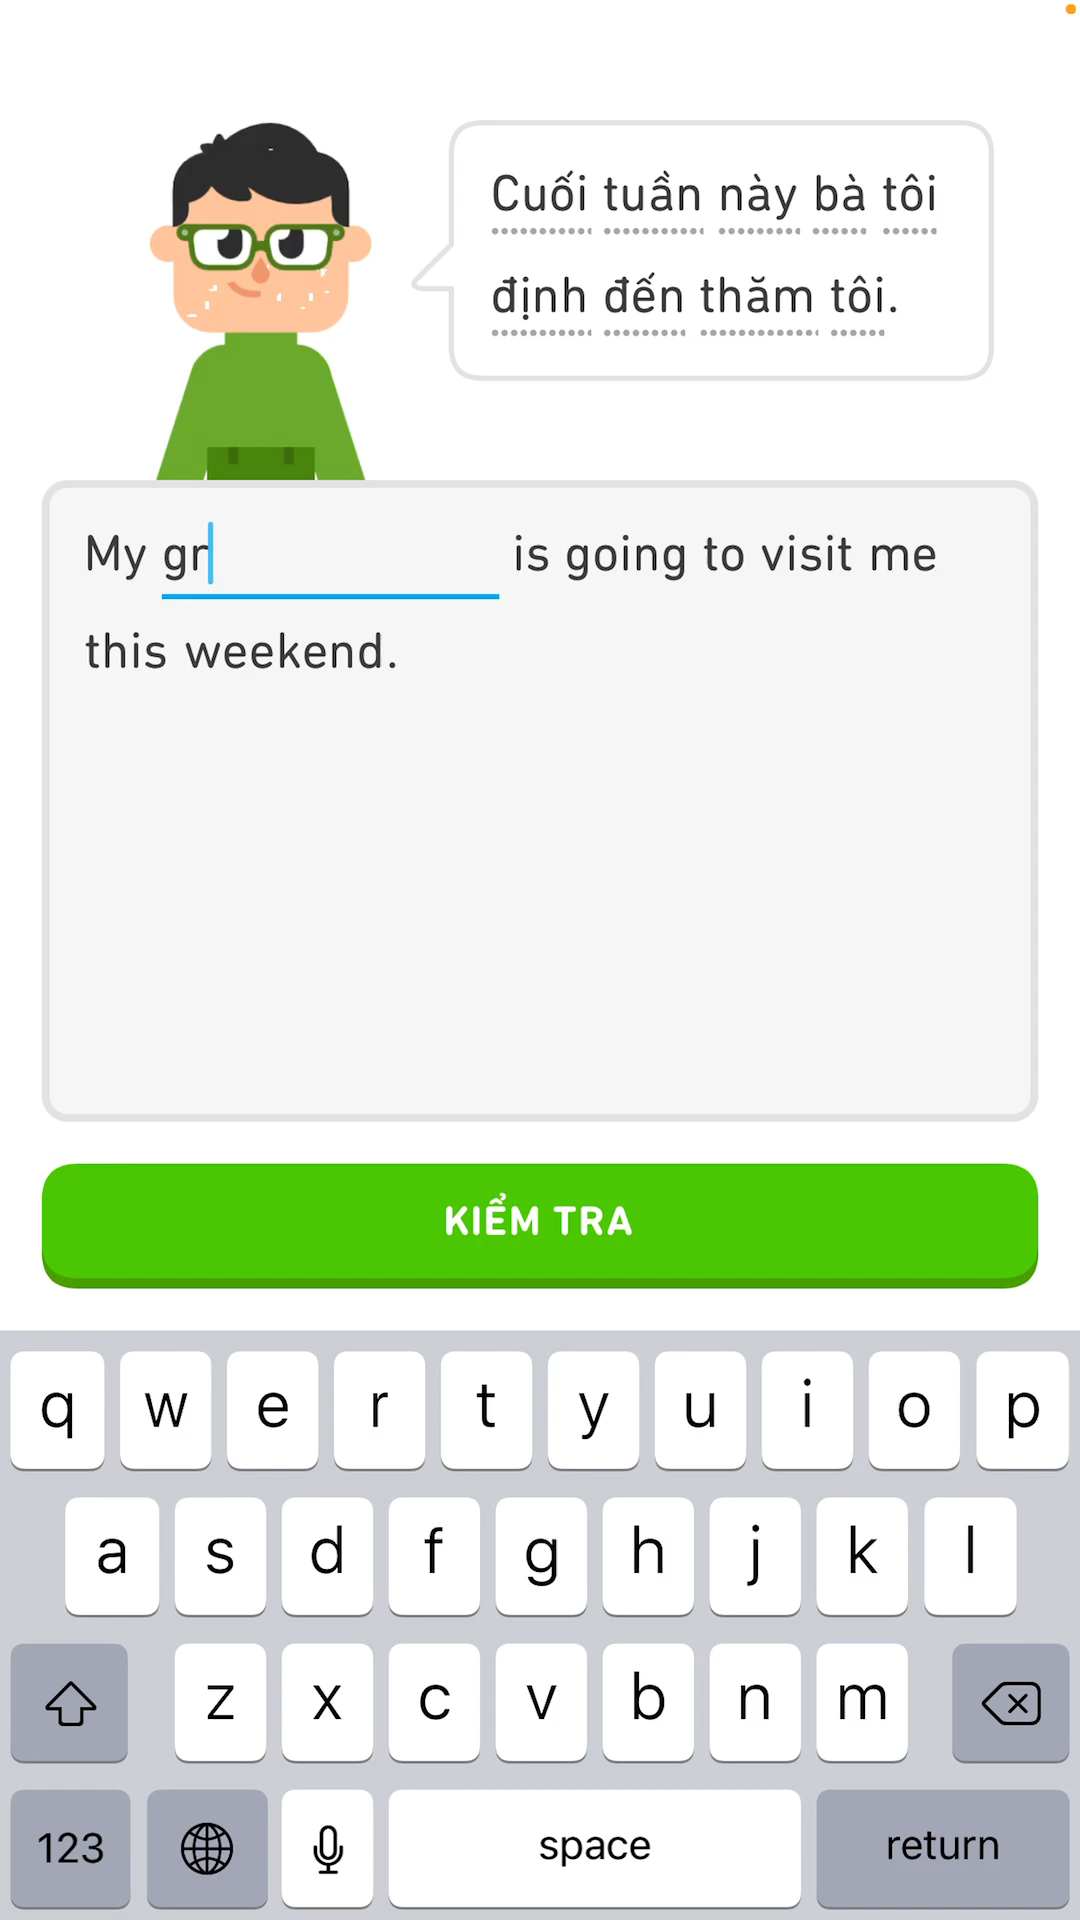 Cuối tuần này bà tôi
định đến thăm tôi.
My gr is going to visit me
this weekend.
KIỂM TRA
q w e r t y u i o p
a s d f g h j k l
z x c v b n m
123 space return